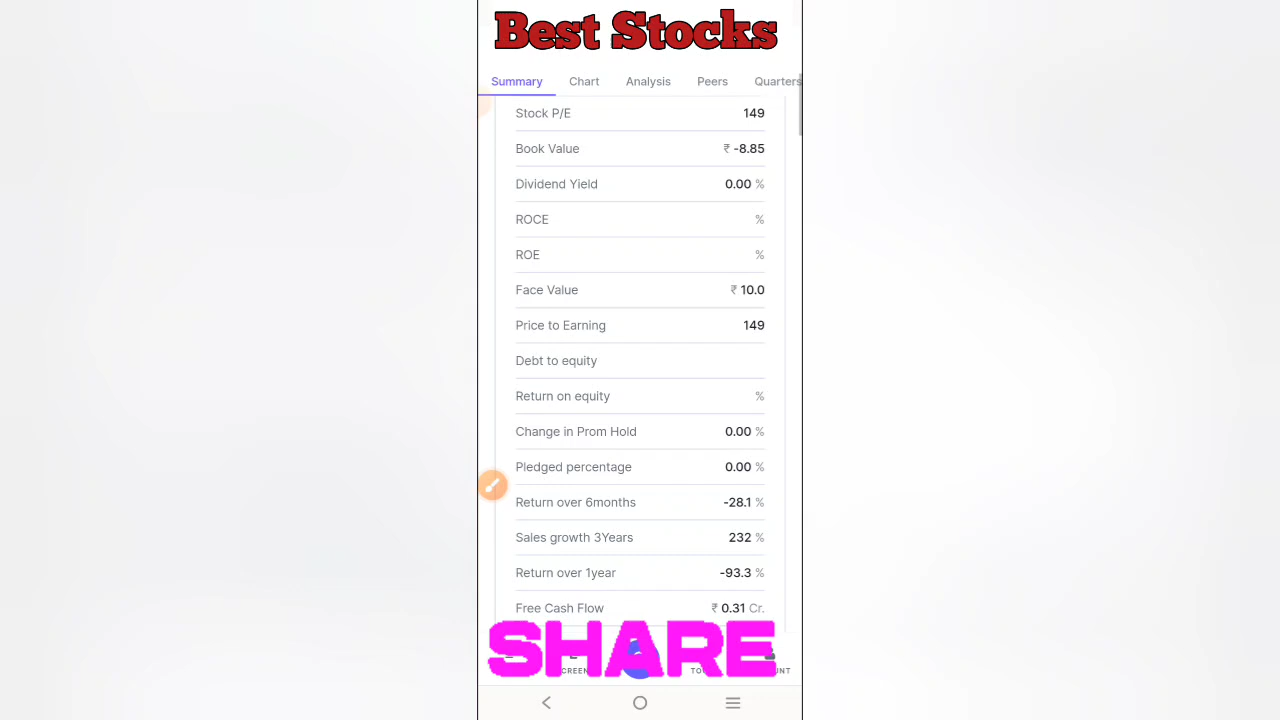 Best Stocks
Summary Chart Analysis Peers Quarters
Stock P/E 149
Book Value ₹ -8.85
Dividend Yield 0.00 %
ROCE %
ROE %
Face Value ₹ 10.0
Price to Earning 149
Debt to equity
Return on equity %
Change in Prom Hold 0.00 %
Pledged percentage 0.00 %
Return over 6months -28.1 %
Sales growth 3Years 232 %
Return over 1year -93.3 %
Free Cash Flow ₹ 0.31 Cr.
SHARE